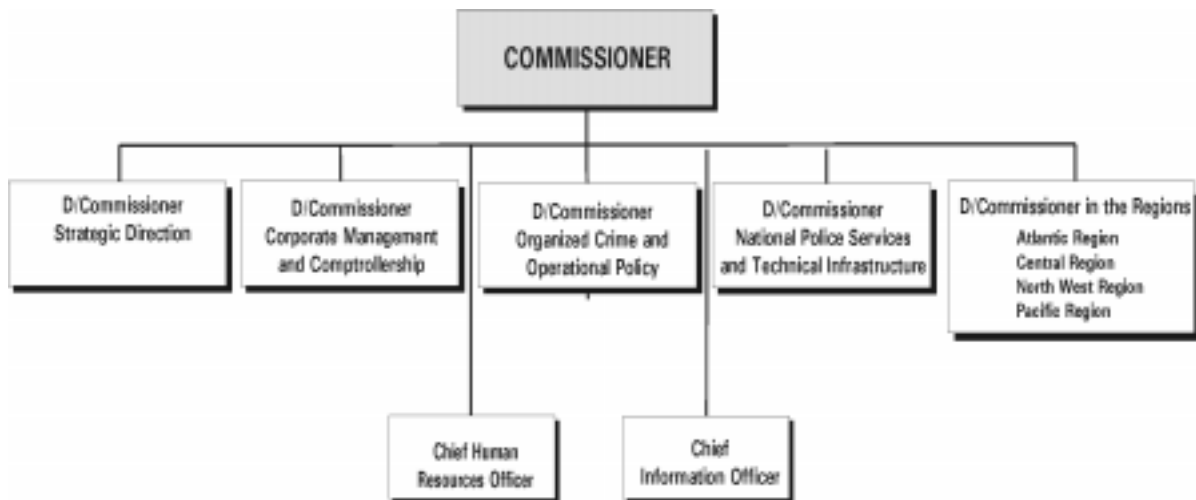 COMMISSIONER
D/Commissioner
Strategic Direction
D/Commissioner
Corporate Management
and Comptrollership
D/Commissioner
Organized Crime and
Operational Policy
D/Commissioner
National Police Services
and Technical Infrastructure
D/Commissioner in the Regions
Atlantic Region
Central Region
North West Region
Pacific Region
Chief Human
Resources Officer
Chief
Information Officer